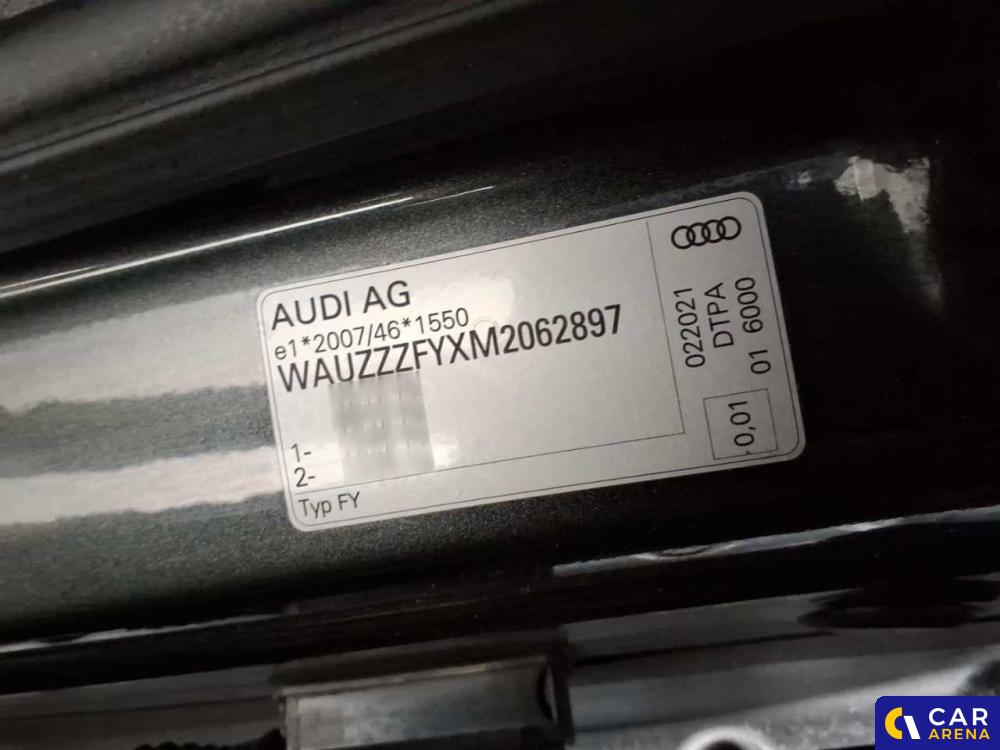 AUDI AG
e1*2007/46*1550
WAUZZZFYXM2062897
1-
2-
Typ FY
022021
DTPA
01 6000
0,01
CAR
ARENA